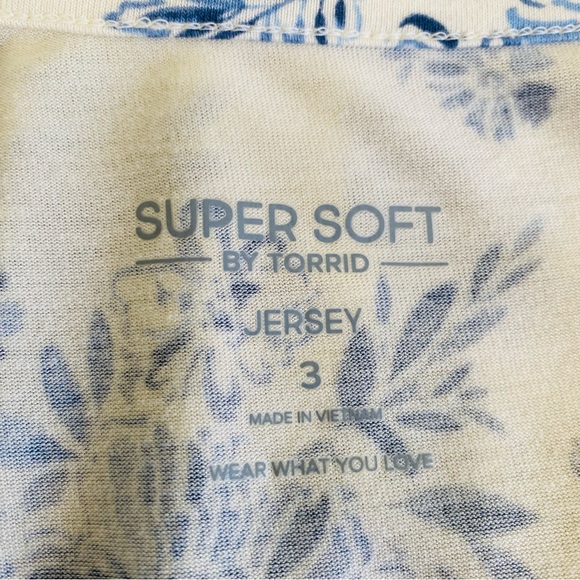 SUPER SOFT
BY TORRID
JERSEY
3
MADE IN VIETNAM
WEAR WHAT YOU LOVE